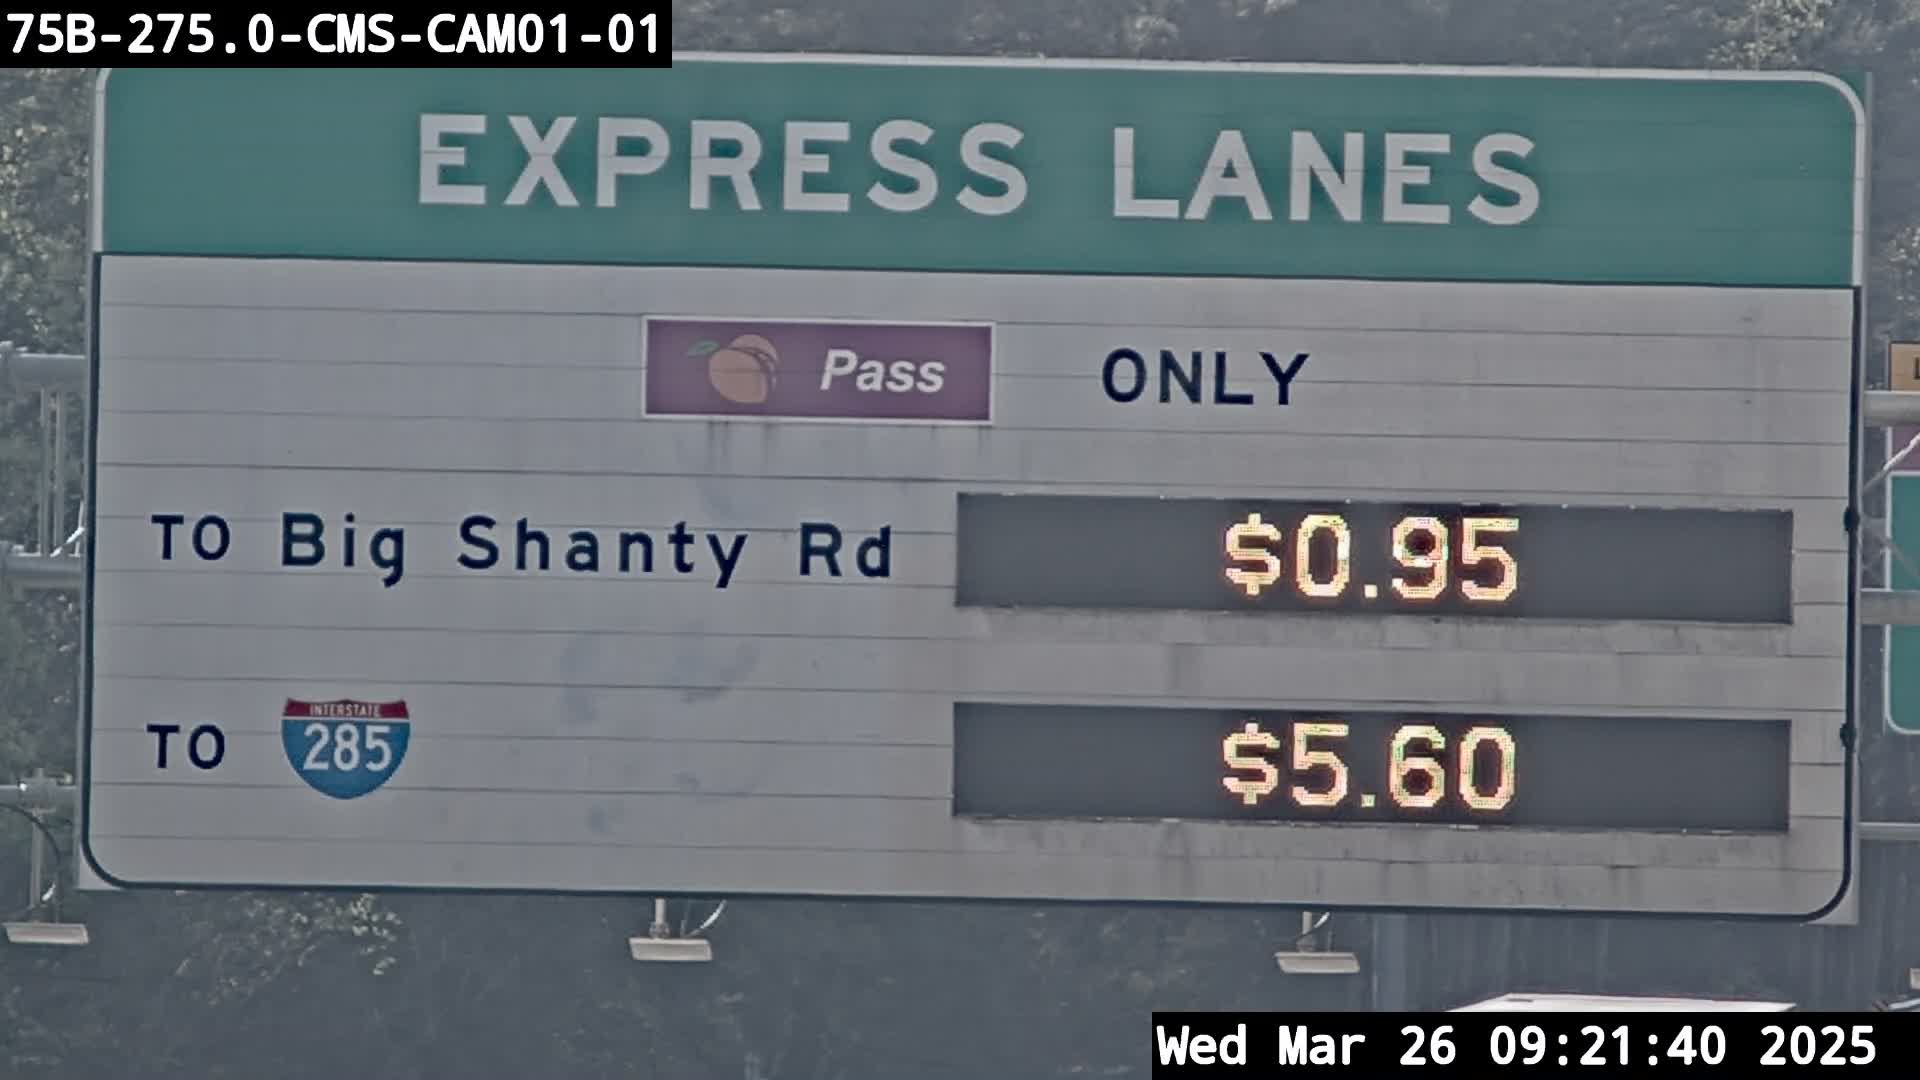 75B-275.0-CMS-CAM01-01
EXPRESS LANES
Pass ONLY
TO Big Shanty Rd $0.95
TO INTERSTATE 285 $5.60
Wed Mar 26 09:21:40 2025